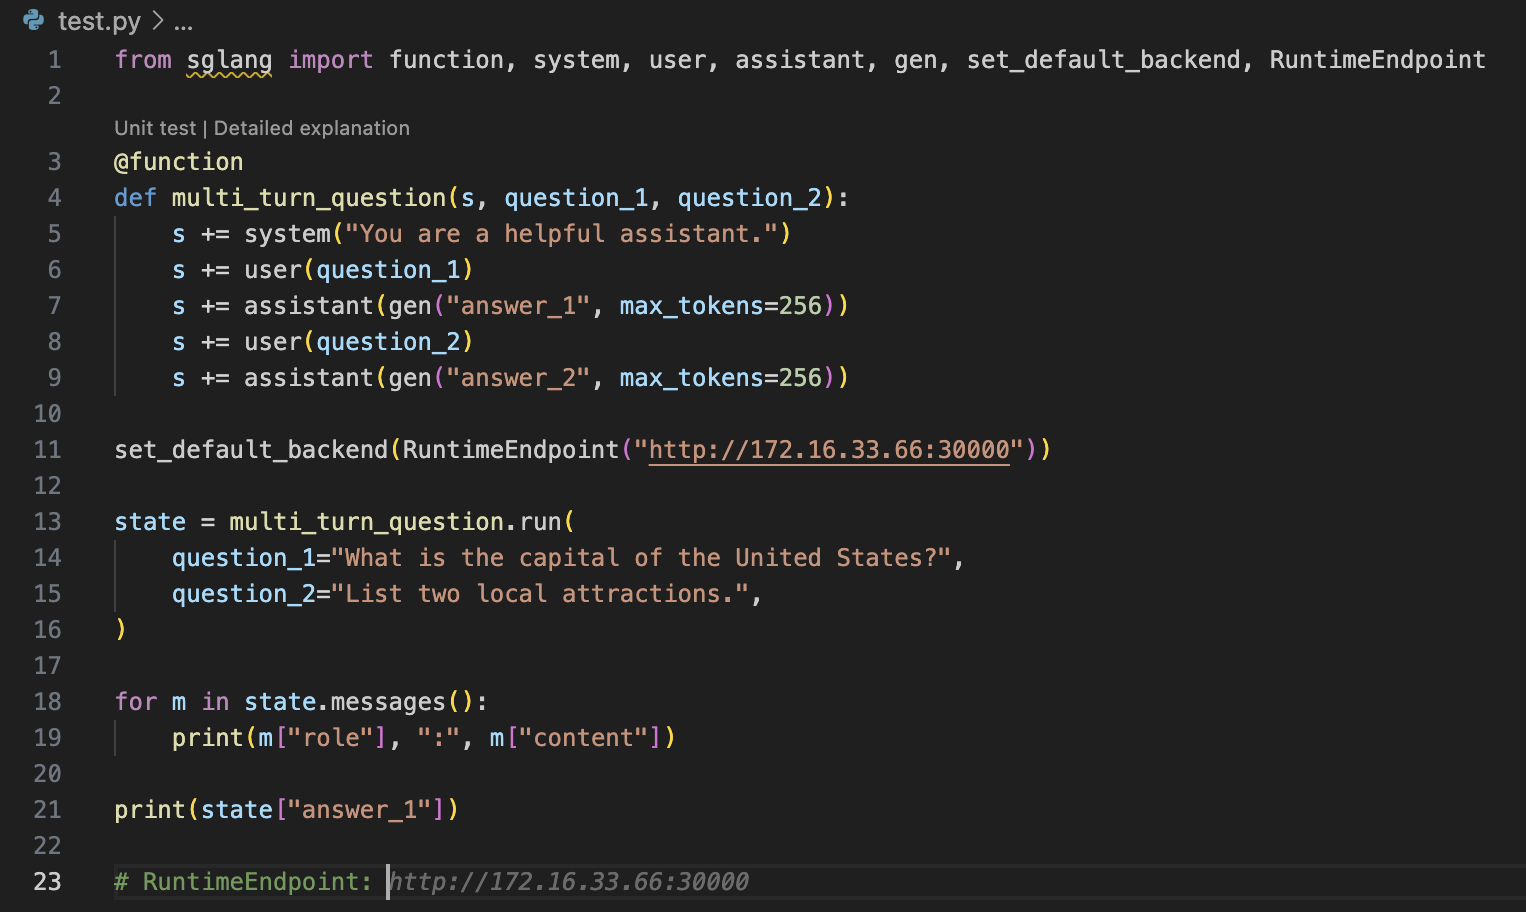 test.py > ...
1 from sglang import function, system, user, assistant, gen, set_default_backend, RuntimeEndpoint
2
Unit test | Detailed explanation
3 @function
4 def multi_turn_question(s, question_1, question_2):
5     s += system("You are a helpful assistant.")
6     s += user(question_1)
7     s += assistant(gen("answer_1", max_tokens=256))
8     s += user(question_2)
9     s += assistant(gen("answer_2", max_tokens=256))
10
11 set_default_backend(RuntimeEndpoint("http://172.16.33.66:30000"))
12
13 state = multi_turn_question.run(
14     question_1="What is the capital of the United States?",
15     question_2="List two local attractions.",
16 )
17
18 for m in state.messages():
19     print(m["role"], ":", m["content"])
20
21 print(state["answer_1"])
22
23 # RuntimeEndpoint: http://172.16.33.66:30000